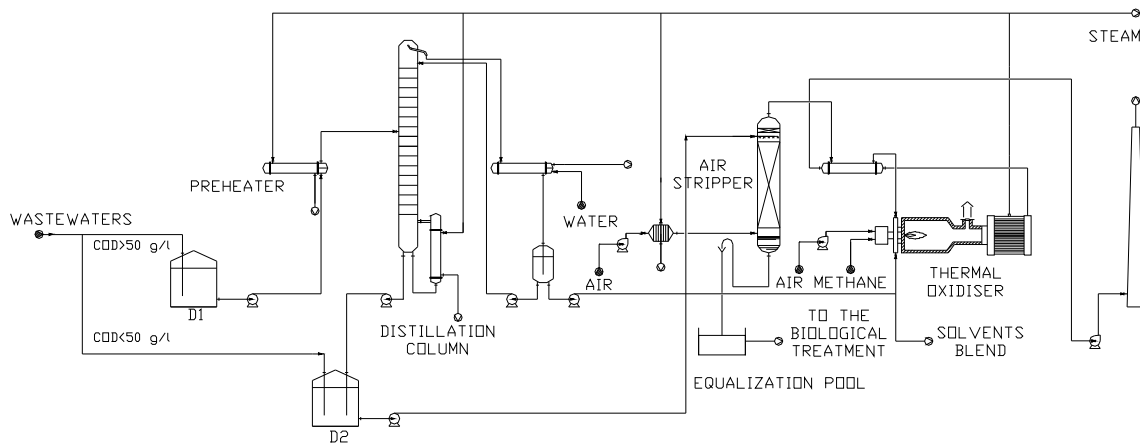 STEAM
PREHEATER
WASTEWATERS
COD>50 g/l
D1
COD<50 g/l
D2
DISTILLATION
COLUMN
WATER
AIR
AIR
STRIPPER
EQUALIZATION POOL
TO THE
BIOLOGICAL
TREATMENT
AIR METHANE
THERMAL
OXIDISER
SOLVENTS
BLEND